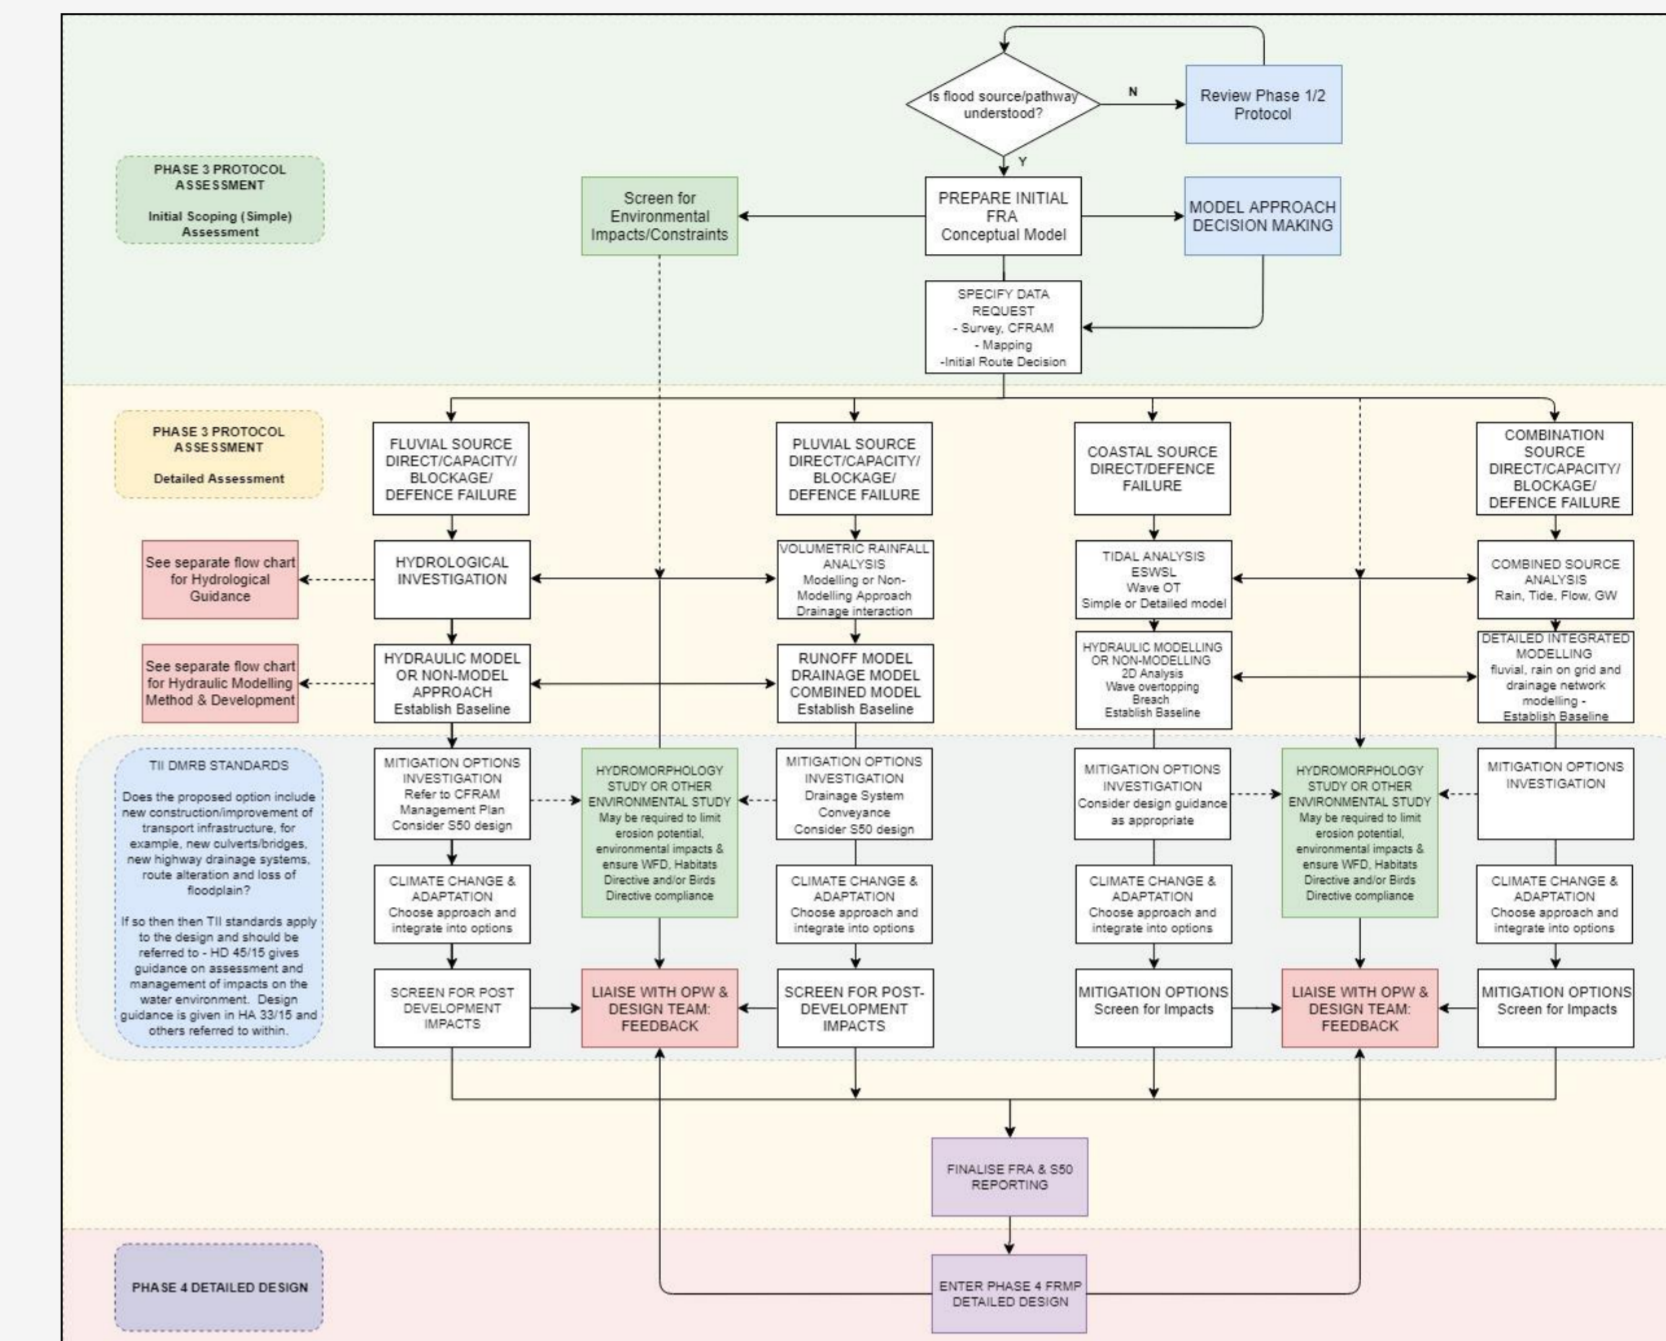 Is flood source/pathway
understood?
N
Review Phase 1/2
Protocol
Y
PHASE 3 PROTOCOL
ASSESSMENT
Initial Scoping (Simple)
Assessment
Screen for
Environmental
Impacts/Constraints
PREPARE INITIAL
FRA
Conceptual Model
MODEL APPROACH
DECISION MAKING
SPECIFY DATA
REQUEST
- Survey, CFRAM
- Mapping
-Initial Route Decision
PHASE 3 PROTOCOL
ASSESSMENT
Detailed Assessment
FLUVIAL SOURCE
DIRECT/CAPACITY/
BLOCKAGE/
DEFENCE FAILURE
PLUVIAL SOURCE
DIRECT/CAPACITY/
BLOCKAGE/
DEFENCE FAILURE
COASTAL SOURCE
DIRECT/DEFENCE
FAILURE
COMBINATION
SOURCE
DIRECT/CAPACITY/
BLOCKAGE/
DEFENCE FAILURE
See separate flow chart
for Hydrological
Guidance
HYDROLOGICAL
INVESTIGATION
VOLUMETRIC RAINFALL
ANALYSIS
Modelling or Non-
Modelling Approach
Drainage interaction
TIDAL ANALYSIS
ESWSL
Wave OT
Simple or Detailed model
COMBINED SOURCE
ANALYSIS
Rain, Tide, Flow, GW
See separate flow chart
for Hydraulic Modelling
Method & Development
HYDRAULIC MODEL
OR NON-MODEL
APPROACH
Establish Baseline
RUNOFF MODEL
DRAINAGE MODEL
COMBINED MODEL
Establish Baseline
HYDRAULIC MODELLING
OR NON-MODELLING
2D Analysis
Wave overtopping
Breach
Establish Baseline
DETAILED INTEGRATED
MODELLING
fluvial, rain on grid and
drainage network
modelling -
Establish Baseline
TII DMRB STANDARDS
Does the proposed option include
new construction/improvement of
transport infrastructure, for
example, new culverts/bridges,
new highway drainage systems,
route alteration and loss of
floodplain?
If so then then TII standards apply
to the design and should be
referred to - HD 45/15 gives
guidance on assessment and
management of impacts on the
water environment. Design
guidance is given in HA 33/15 and
others referred to within.
MITIGATION OPTIONS
INVESTIGATION
Refer to CFRAM
Management Plan
Consider S50 design
HYDROMORPHOLOGY
STUDY OR OTHER
ENVIRONMENTAL STUDY
May be required to limit
erosion potential,
environmental impacts &
ensure WFD, Habitats
Directive and/or Birds
Directive compliance
MITIGATION OPTIONS
INVESTIGATION
Drainage System
Conveyance
Consider S50 design
MITIGATION OPTIONS
INVESTIGATION
Consider design guidance
as appropriate
HYDROMORPHOLOGY
STUDY OR OTHER
ENVIRONMENTAL STUDY
May be required to limit
erosion potential,
environmental impacts &
ensure WFD, Habitats
Directive and/or Birds
Directive compliance
MITIGATION OPTIONS
INVESTIGATION
CLIMATE CHANGE &
ADAPTATION
Choose approach and
integrate into options
CLIMATE CHANGE &
ADAPTATION
Choose approach and
integrate into options
CLIMATE CHANGE &
ADAPTATION
Choose approach and
integrate into options
CLIMATE CHANGE &
ADAPTATION
Choose approach and
integrate into options
SCREEN FOR POST
DEVELOPMENT
IMPACTS
LIAISE WITH OPW &
DESIGN TEAM:
FEEDBACK
SCREEN FOR POST-
DEVELOPMENT
IMPACTS
MITIGATION OPTIONS
Screen for Impacts
LIAISE WITH OPW &
DESIGN TEAM:
FEEDBACK
MITIGATION OPTIONS
Screen for Impacts
FINALISE FRA & S50
REPORTING
PHASE 4 DETAILED DESIGN
ENTER PHASE 4 FRMP
DETAILED DESIGN